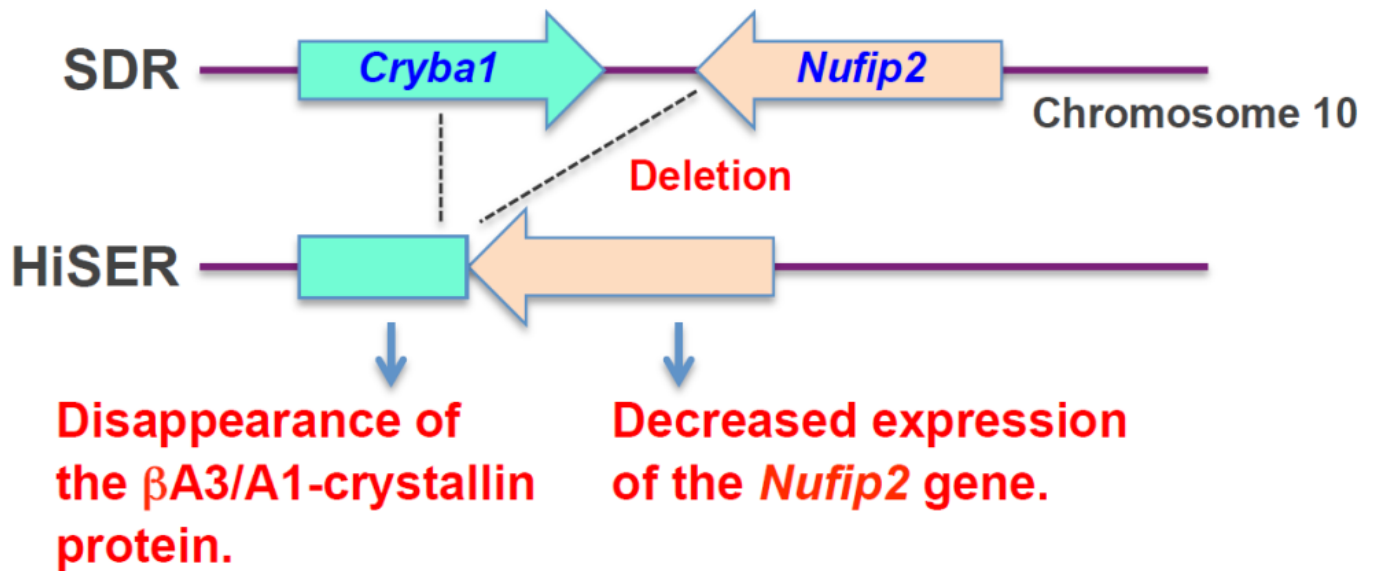 SDR
Cryba1
Nufip2
Chromosome 10
Deletion
HiSER
Disappearance of
the βA3/A1-crystallin
protein.
Decreased expression
of the Nufip2 gene.